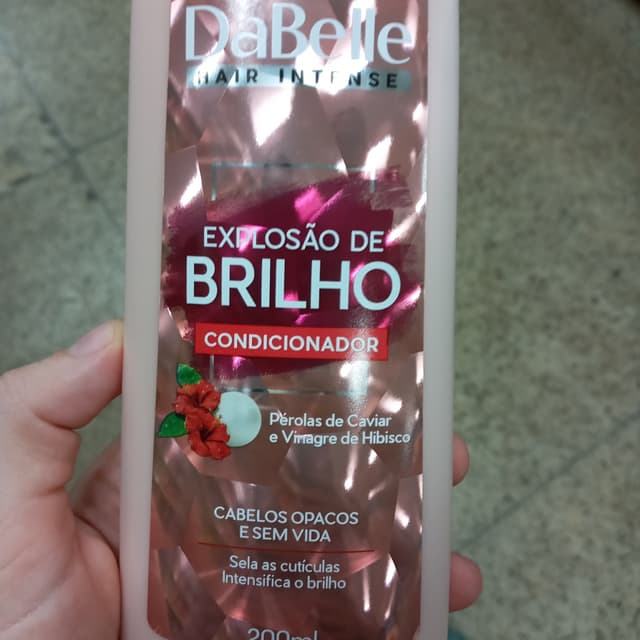 DaBelle
HAIR INTENSE
EXPLOSÃO DE
BRILHO
CONDICIONADOR
Pérolas de Caviar
e Vinagre de Hibisco
CABELOS OPACOS
E SEM VIDA
Sela as cutículas
Intensifica o brilho
200ml